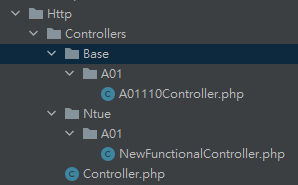 Http
Controllers
Base
A01
A01110Controller.php
Ntue
A01
NewFunctionalController.php
Controller.php